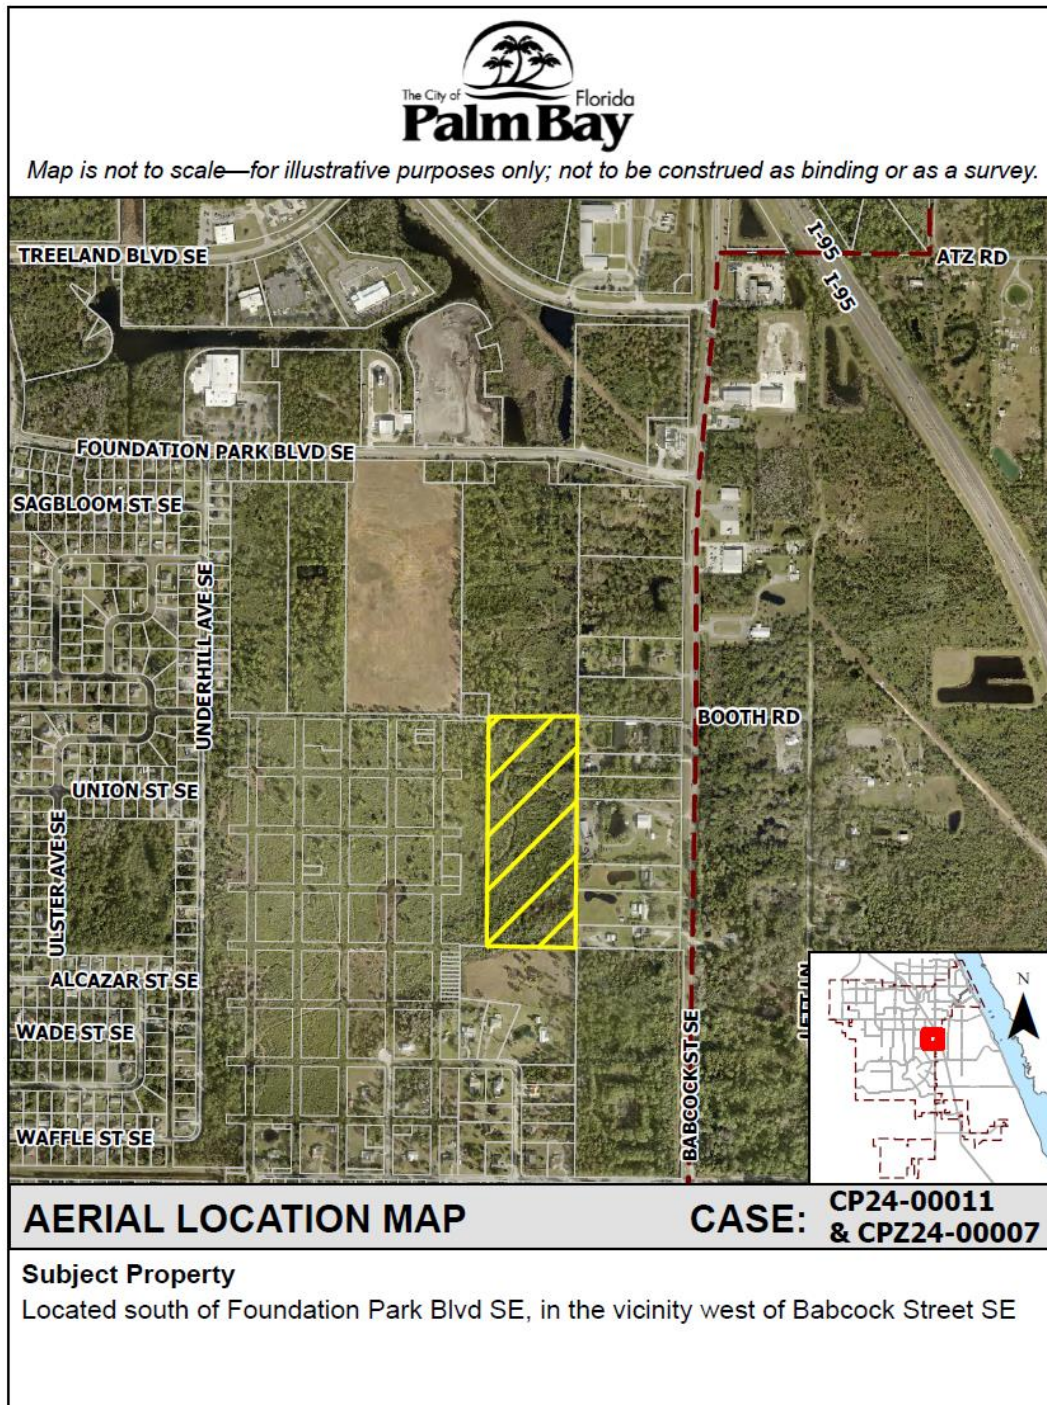 The City of Florida
Palm Bay
Map is not to scale—for illustrative purposes only; not to be construed as binding or as a survey.
TREELAND BLVD SE
I-95
I-95
ATZ RD
FOUNDATION PARK BLVD SE
SAGBLOOM ST SE
UNDERHILL AVE SE
BOOTH RD
UNION ST SE
ULSTER AVE SE
ALCAZAR ST SE
WADE ST SE
BABCOCK ST SE
N
WAFFLE ST SE
AERIAL LOCATION MAP
CASE: CP24-00011
& CPZ24-00007
Subject Property
Located south of Foundation Park Blvd SE, in the vicinity west of Babcock Street SE